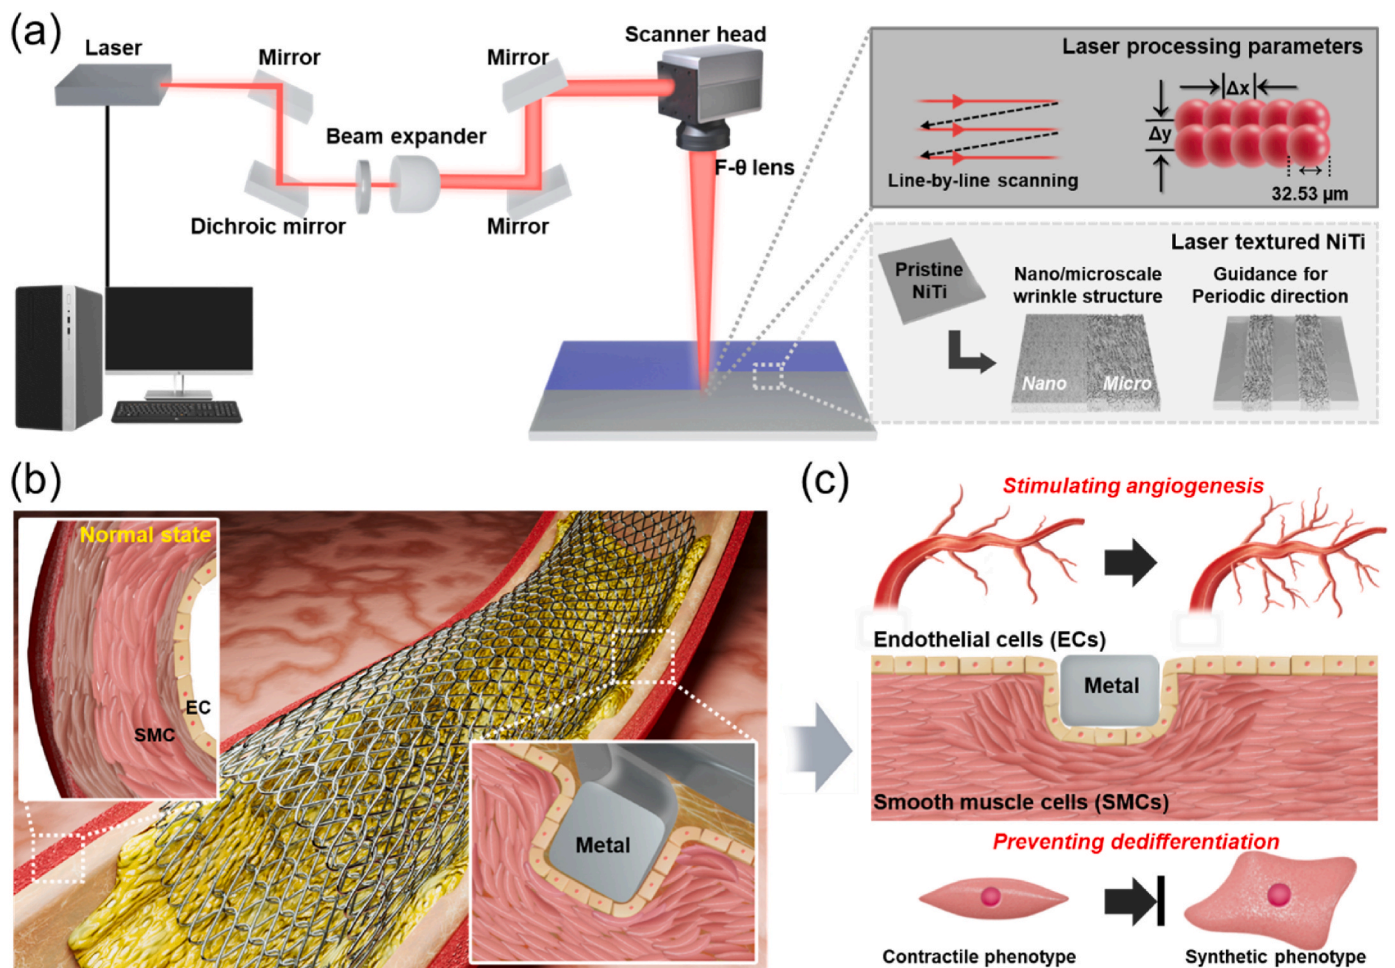 (a)
Laser
Mirror
Mirror
Scanner head
Beam expander
F-θ lens
Dichroic mirror
Mirror
Laser processing parameters
Δx
Δy
Line-by-line scanning
32.53 μm
Laser textured NiTi
Pristine
NiTi
Nano/microscale
wrinkle structure
Guidance for
Periodic direction
Nano
Micro
(b)
Normal state
EC
SMC
Metal
(c)
Stimulating angiogenesis
Endothelial cells (ECs)
Metal
Smooth muscle cells (SMCs)
Preventing dedifferentiation
Contractile phenotype
Synthetic phenotype